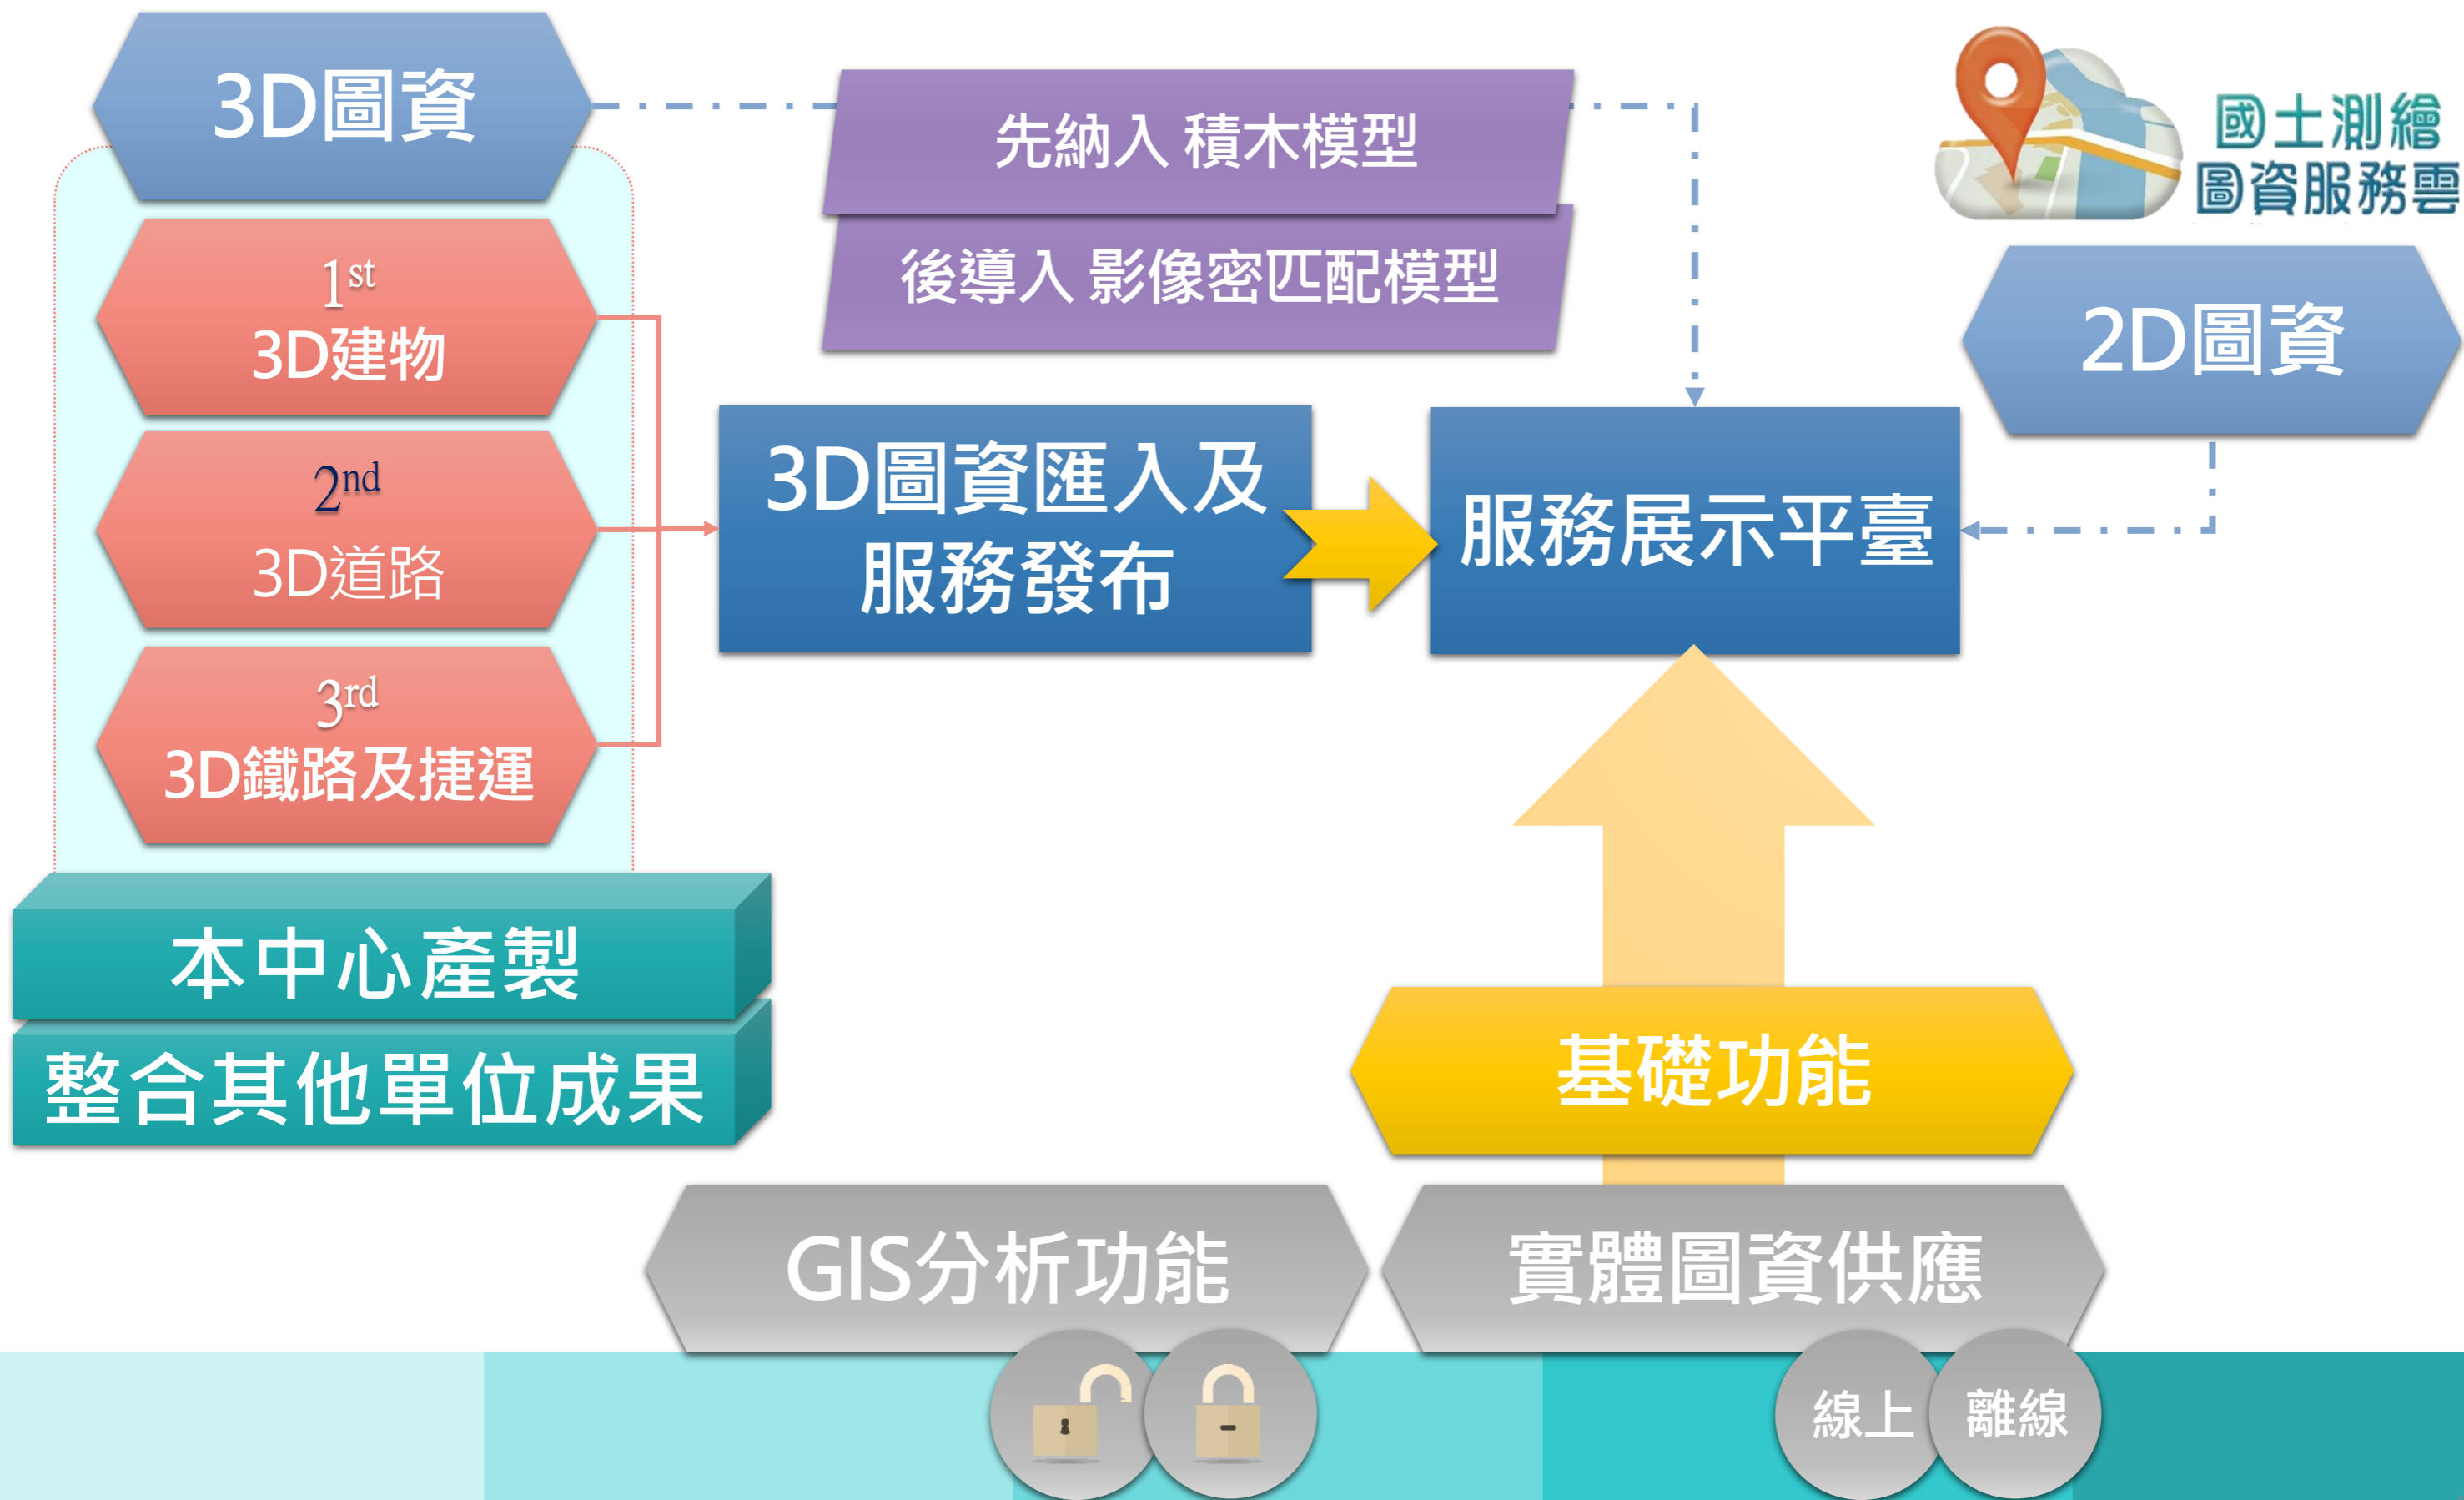 3D圖資
先納入 積木模型
後導入 影像密匹配模型
國土測繪
圖資服務雲
2D圖資
1st
3D建物
2nd
3D道路
3rd
3D鐵路及捷運
3D圖資匯入及
服務發布
服務展示平臺
本中心產製
整合其他單位成果
基礎功能
GIS分析功能
實體圖資供應
線上
離線